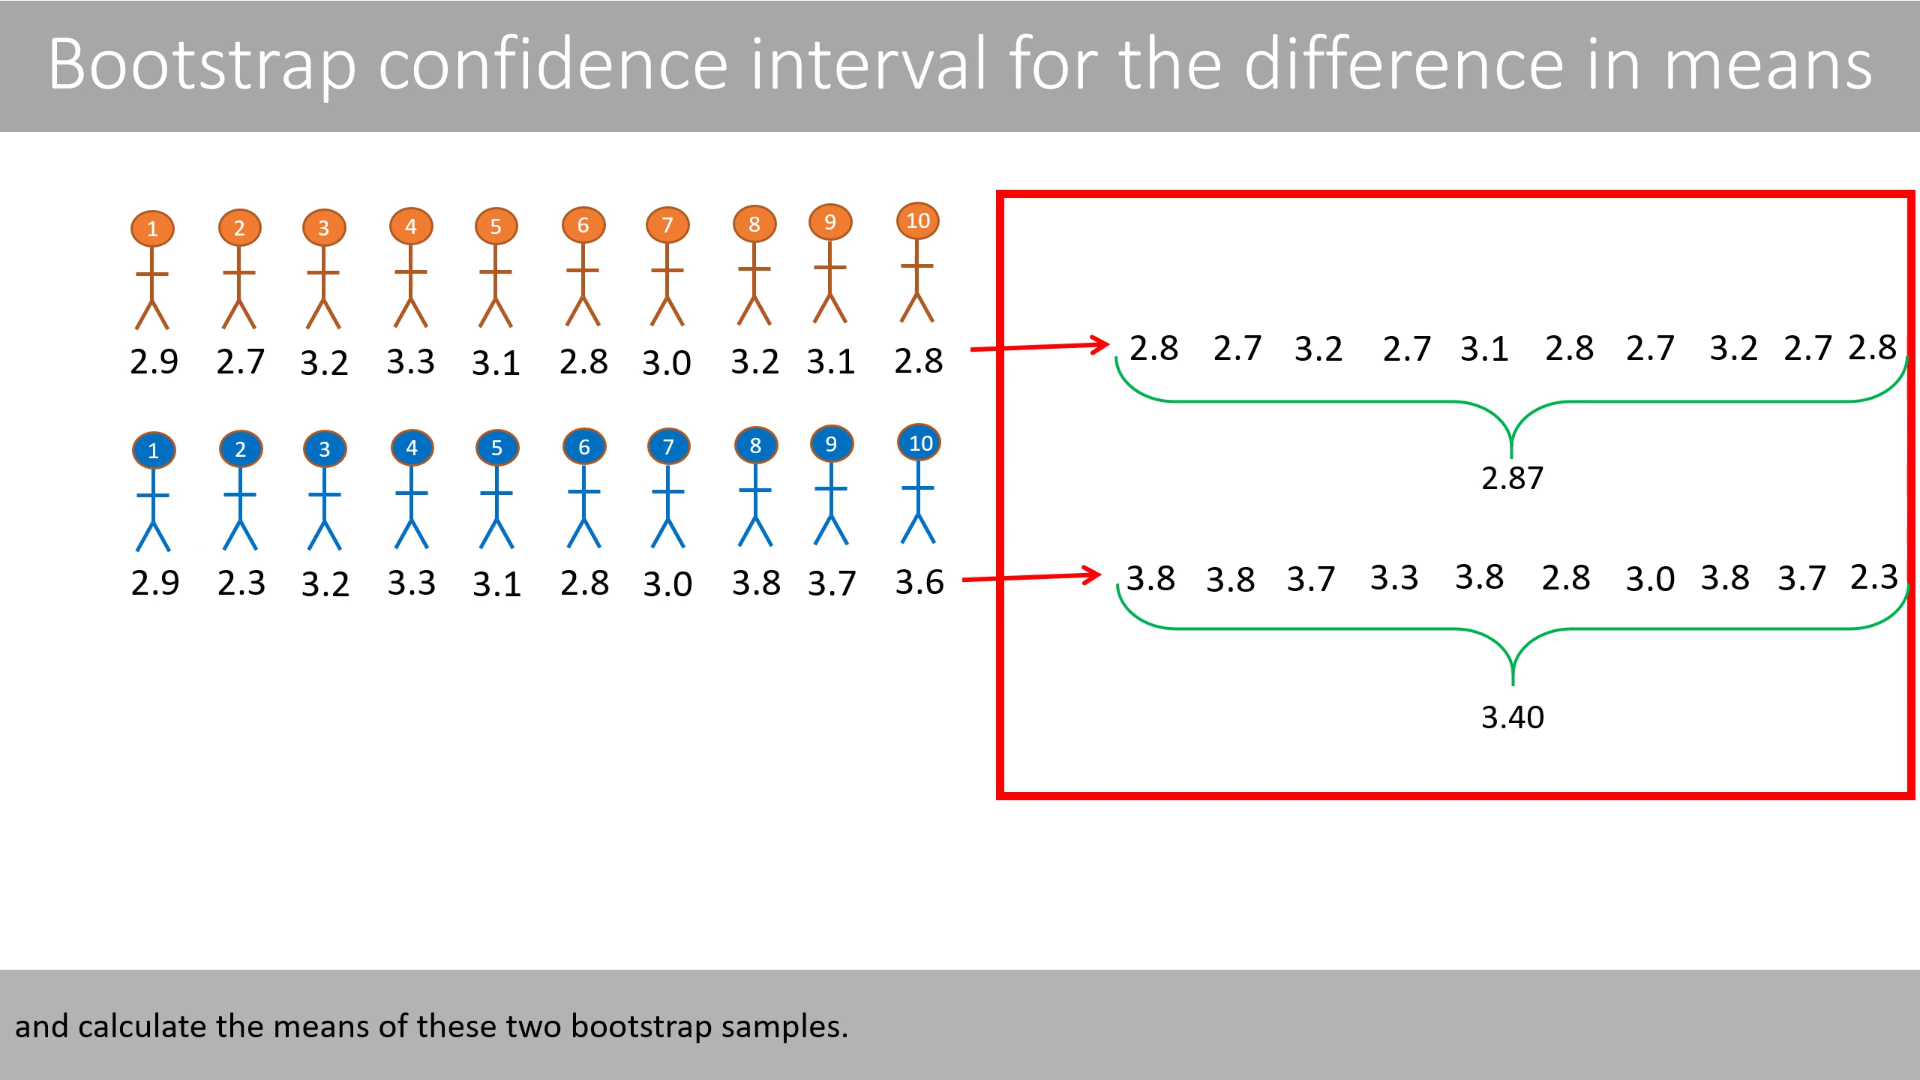 Bootstrap confidence interval for the difference in means
1 2 3 4 5 6 7 8 9 10
2.9 2.7 3.2 3.3 3.1 2.8 3.0 3.2 3.1 2.8
2.8 2.7 3.2 2.7 3.1 2.8 2.7 3.2 2.7 2.8
2.87
1 2 3 4 5 6 7 8 9 10
2.9 2.3 3.2 3.3 3.1 2.8 3.0 3.8 3.7 3.6
3.8 3.8 3.7 3.3 3.8 2.8 3.0 3.8 3.7 2.3
3.40
and calculate the means of these two bootstrap samples.